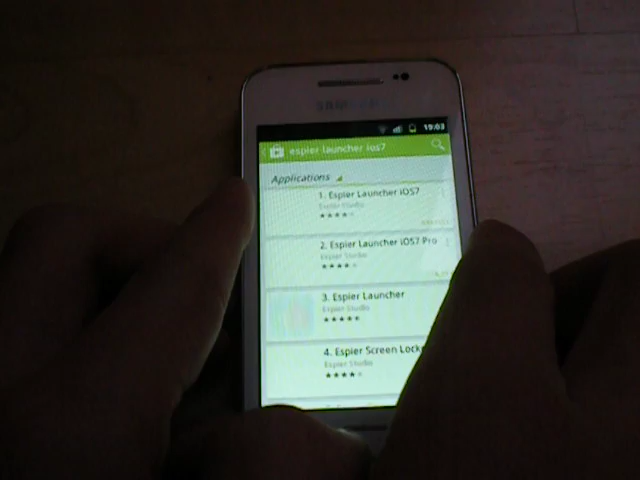 SAMSUNG
19:03
espier launcher ios7
Applications
1. Espier Launcher iOS7
Espier Studio
2. Espier Launcher iOS7 Pro
Espier Studio
3. Espier Launcher
Espier Studio
4. Espier Screen Lock
Espier Studio